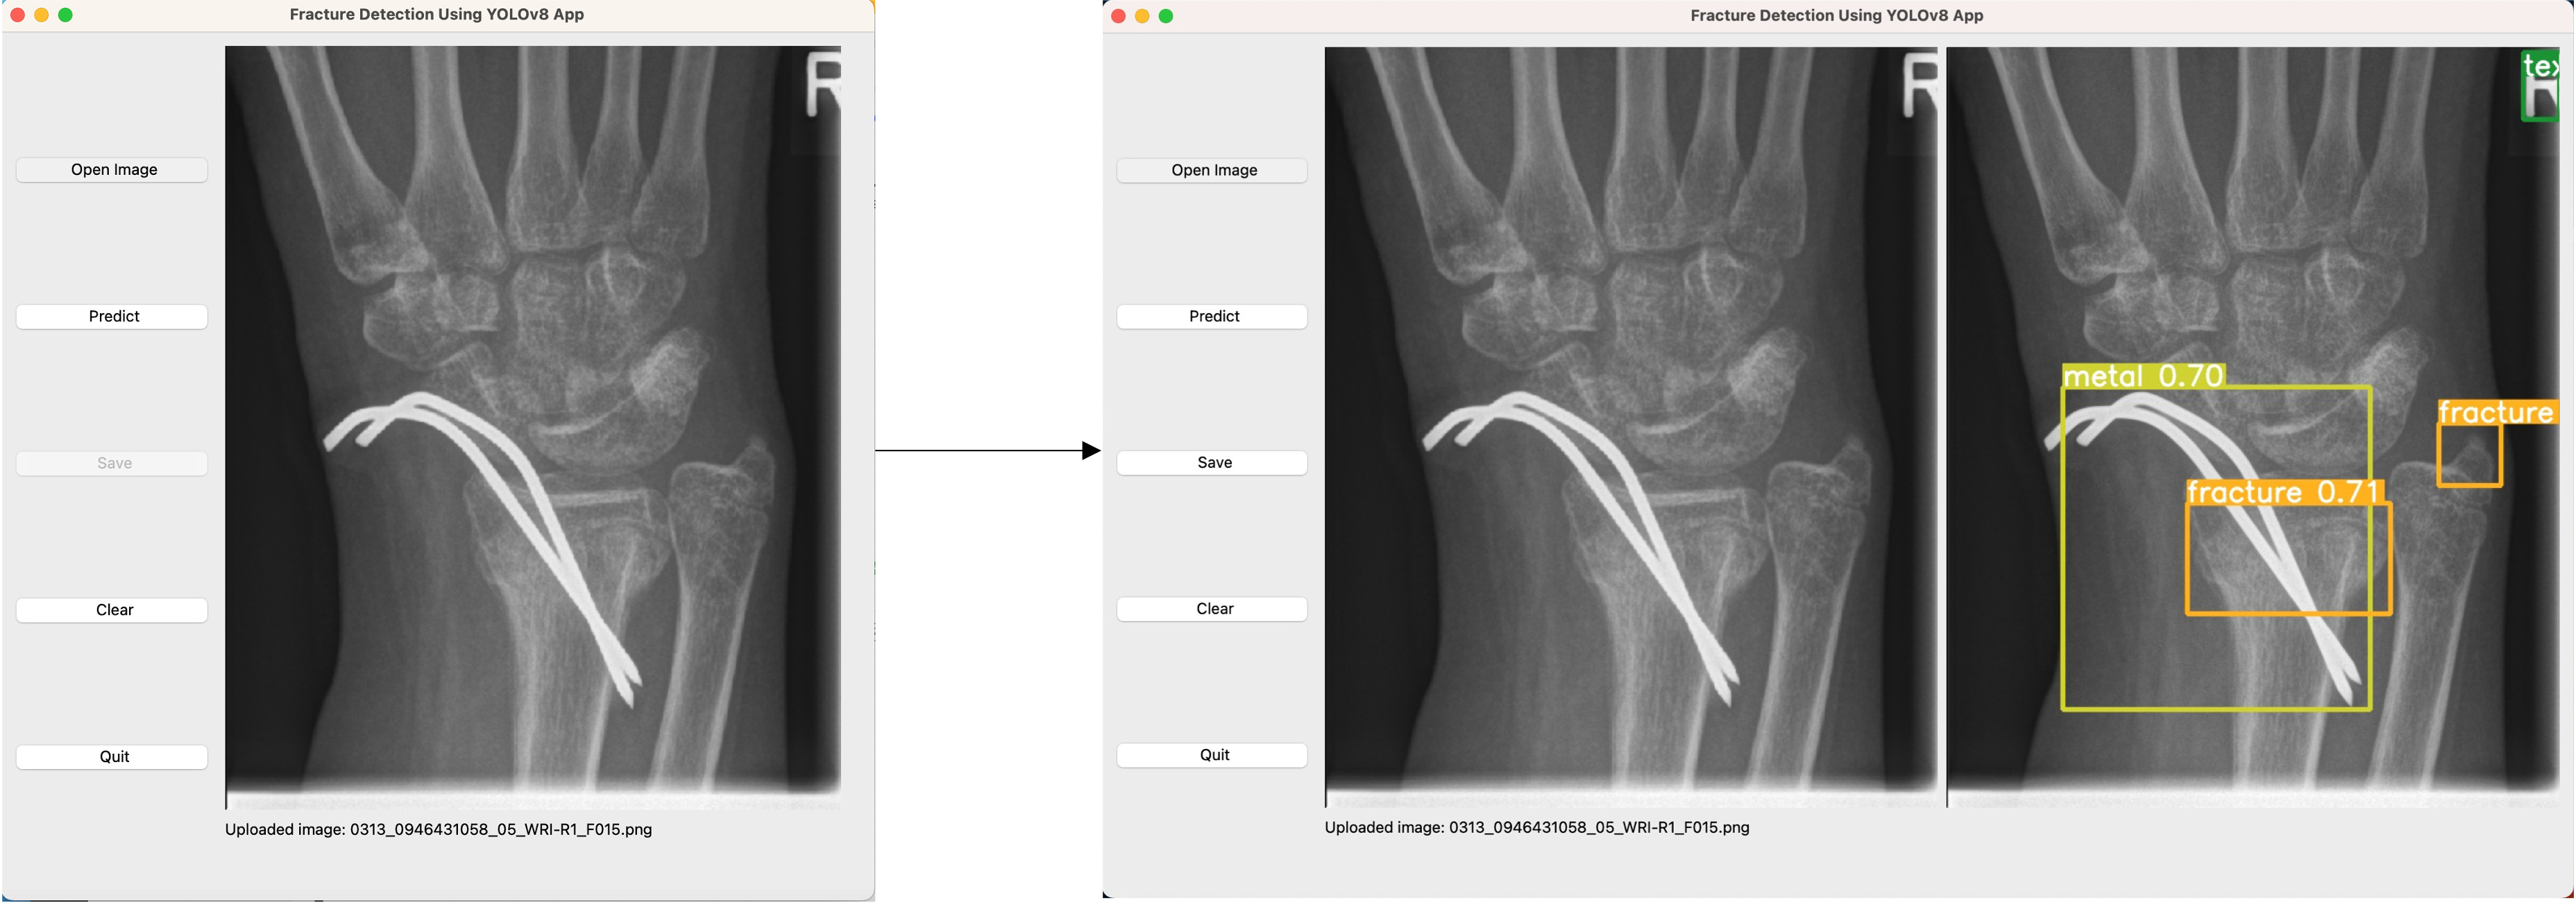 Fracture Detection Using YOLOv8 App
Open Image
Predict
Save
Clear
Quit
R
Uploaded image: 0313_0946431058_05_WRI-R1_F015.png
Fracture Detection Using YOLOv8 App
Open Image
Predict
Save
Clear
Quit
R
Uploaded image: 0313_0946431058_05_WRI-R1_F015.png
tex
R
metal 0.70
fracture
fracture 0.71